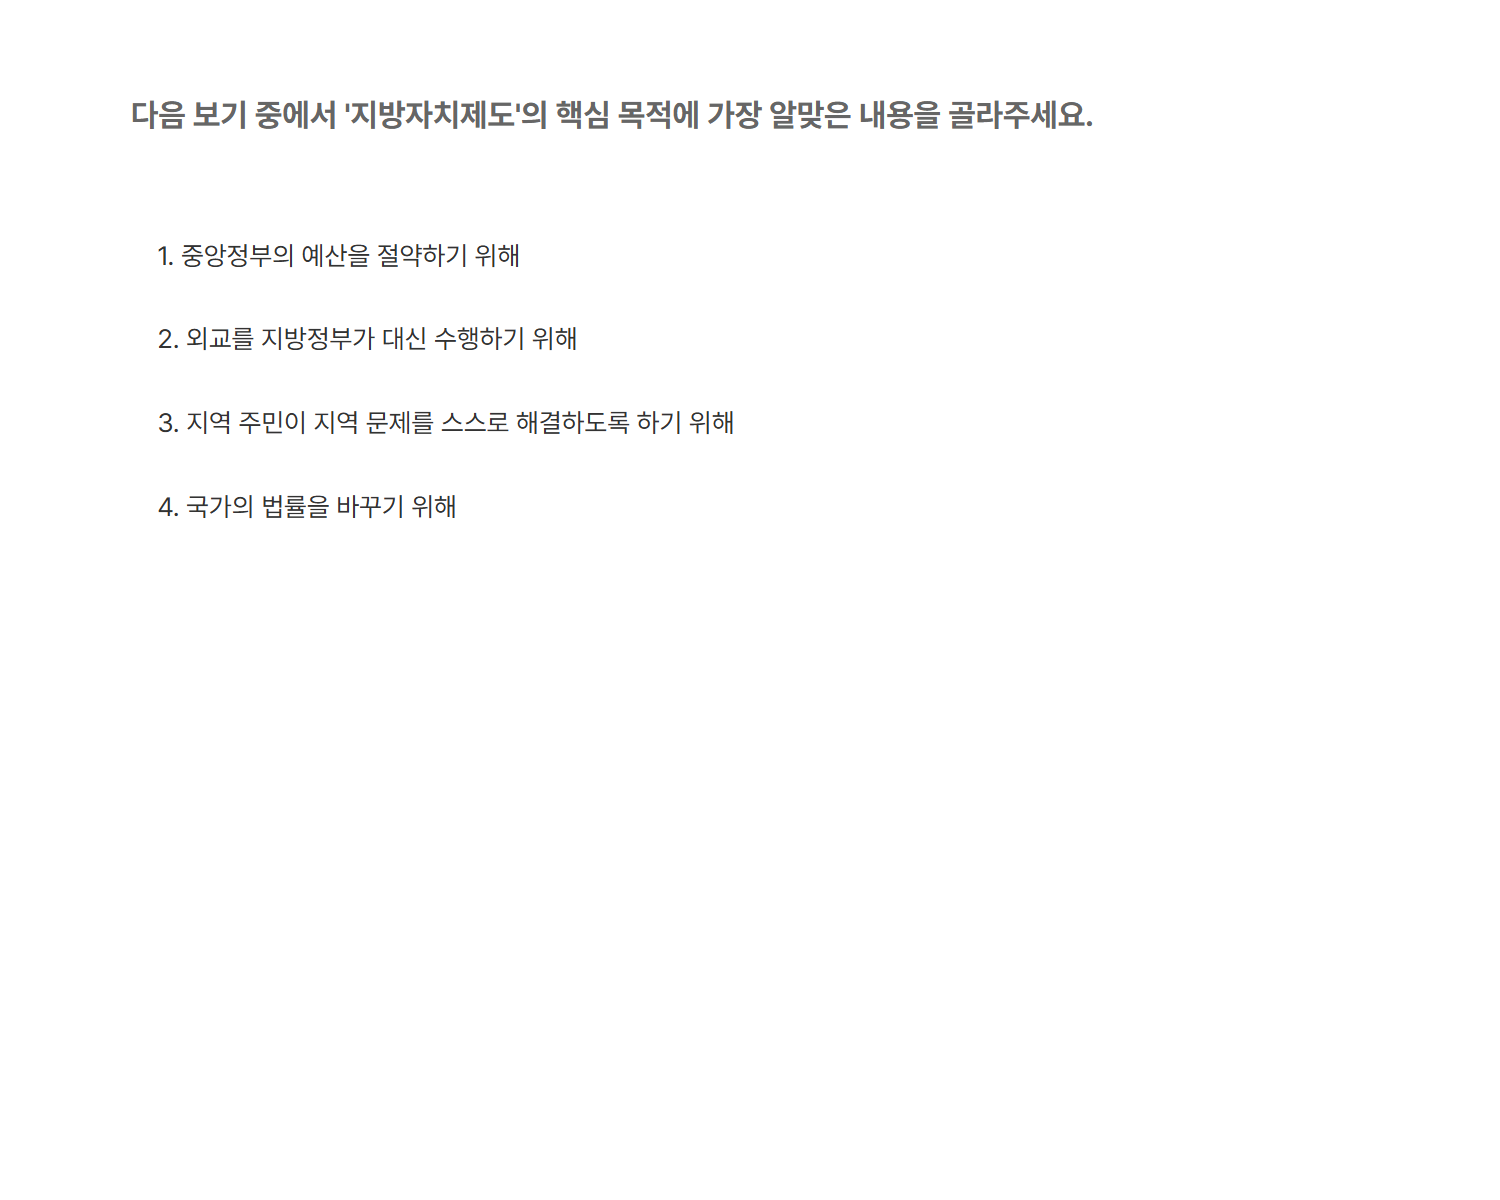 다음 보기 중에서 '지방자치제도'의 핵심 목적에 가장 알맞은 내용을 골라주세요.
1. 중앙정부의 예산을 절약하기 위해
2. 외교를 지방정부가 대신 수행하기 위해
3. 지역 주민이 지역 문제를 스스로 해결하도록 하기 위해
4. 국가의 법률을 바꾸기 위해